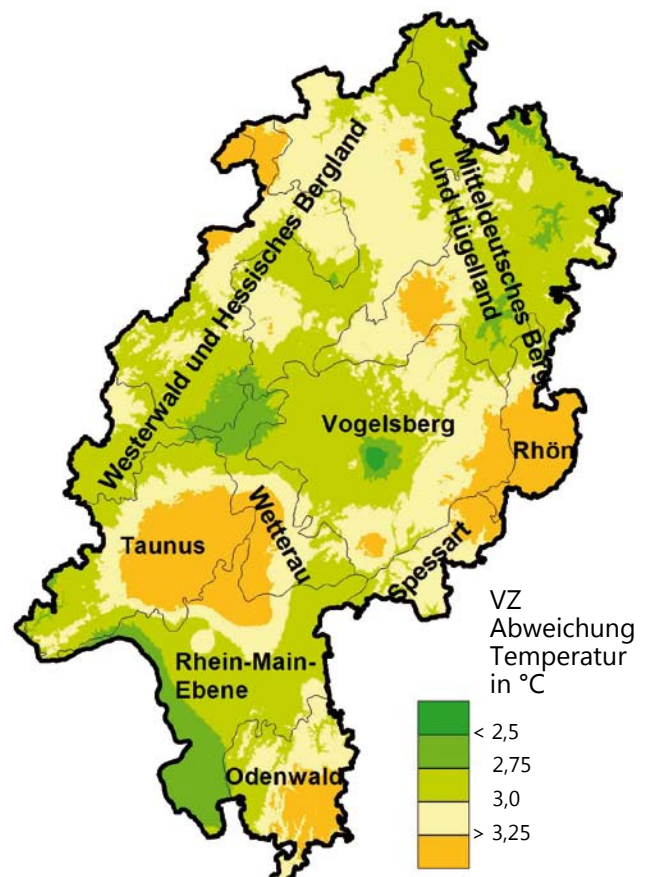 Westerwald und Hessisches Bergland
Mitteldeutsches Berg-
und Hügelland
Vogelsberg
Rhön
Taunus
Wetterau
Spessart
Rhein-Main-
Ebene
Odenwald
VZ
Abweichung
Temperatur
in °C
< 2,5
2,75
3,0
> 3,25